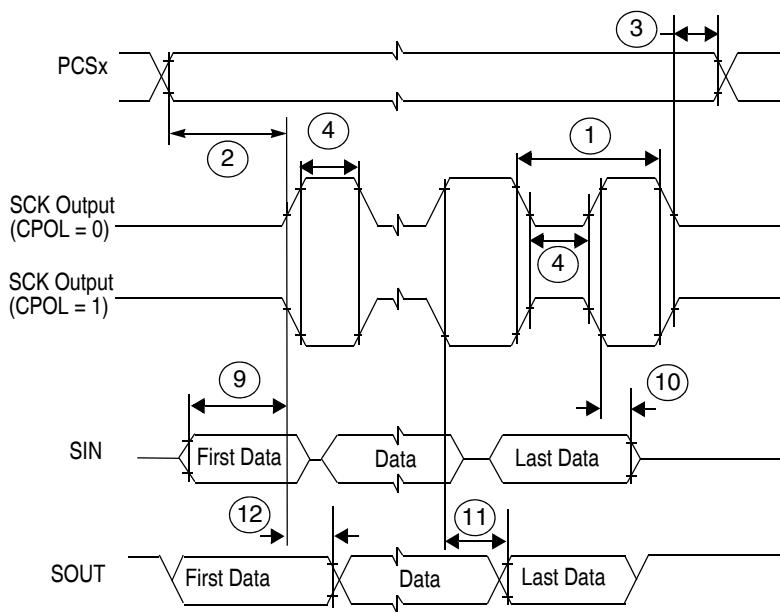 3
PCSx
4
1
2
SCK Output
(CPOL = 0)
4
SCK Output
(CPOL = 1)
9
10
SIN
First Data
Data
Last Data
12
11
SOUT
First Data
Data
Last Data